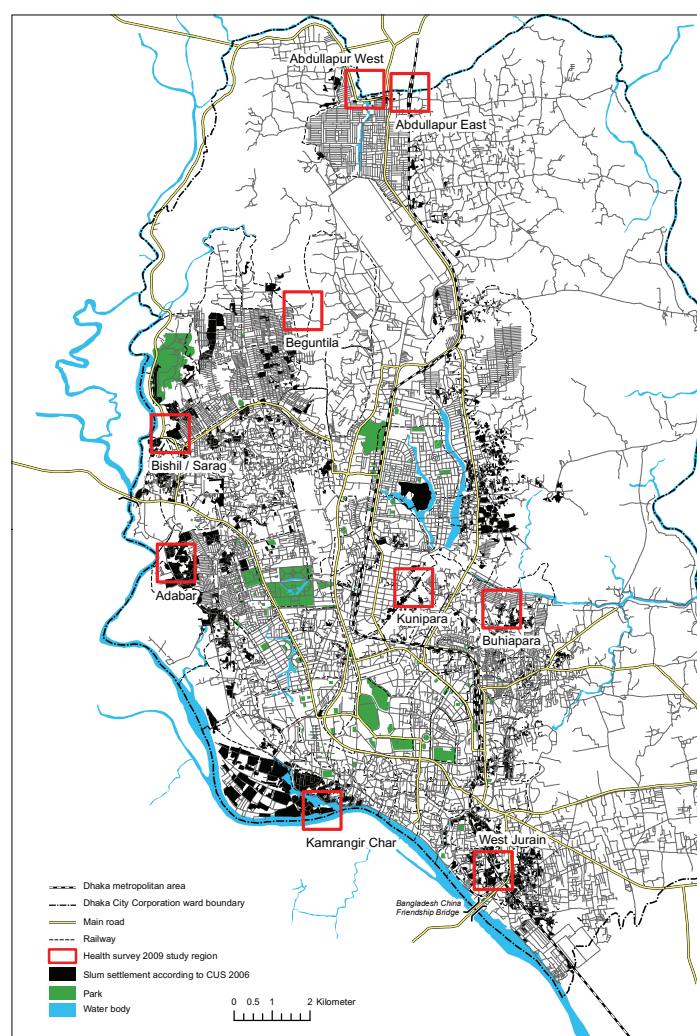 Abdullapur West
Abdullapur East
Beguntila
Bishil / Sarag
Adabar
Kunipara
Buhiapara
Kamrangir Char
West Jurain
Bangladesh China
Friendship Bridge
Dhaka metropolitan area
Dhaka City Corporation ward boundary
Main road
Railway
Health survey 2009 study region
Slum settlement according to CUS 2006
Park
Water body
0 0.5 1 2 Kilometer